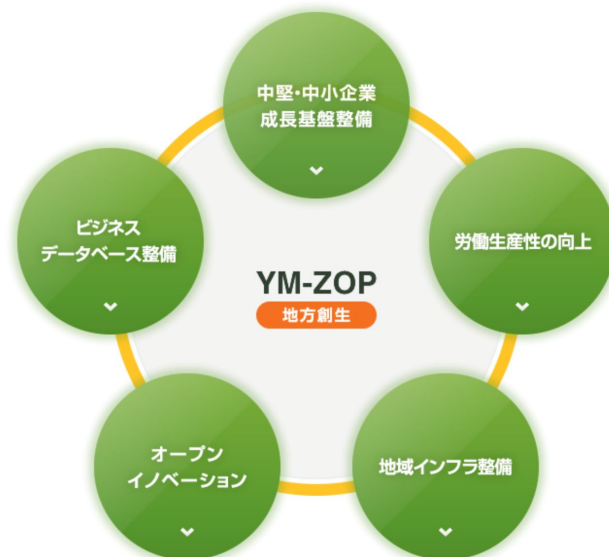 中堅・中小企業
成長基盤整備
ビジネス
データベース整備
労働生産性の向上
YM-ZOP
地方創生
オープン
イノベーション
地域インフラ整備